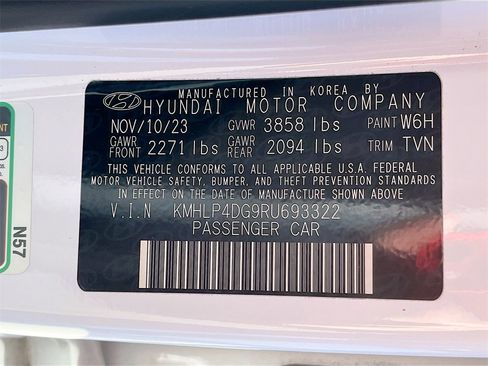 MANUFACTURED IN KOREA BY
HYUNDAI MOTOR COMPANY
NOV/10/23 GVWR 3858 lbs PAINT W6H
GAWR FRONT 2271 lbs GAWR REAR 2094 lbs TRIM TVN
THIS VEHICLE CONFORMS TO ALL APPLICABLE U.S.A. FEDERAL
MOTOR VEHICLE SAFETY, BUMPER, AND THEFT PREVENTION STANDARDS
IN EFFECT ON THE DATE OF MANUFACTURE SHOWN ABOVE.
V.I.N KMHLP4DG9RU693322
PASSENGER CAR
N57